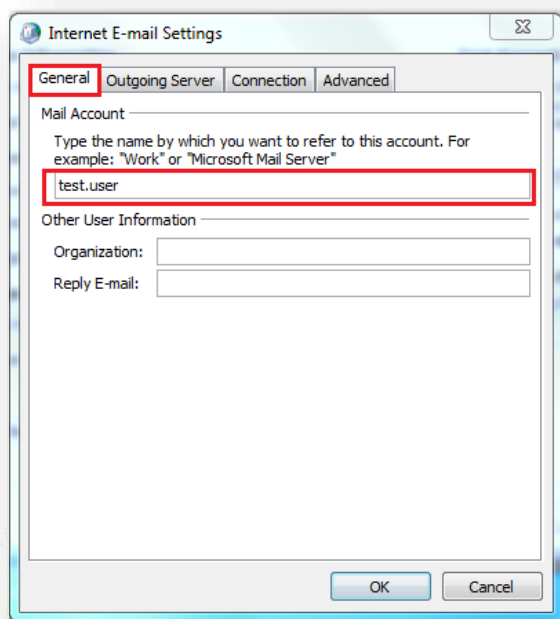 Internet E-mail Settings
General Outgoing Server Connection Advanced
Mail Account
Type the name by which you want to refer to this account. For
example: "Work" or "Microsoft Mail Server"
test.user
Other User Information
Organization:
Reply E-mail:
OK Cancel